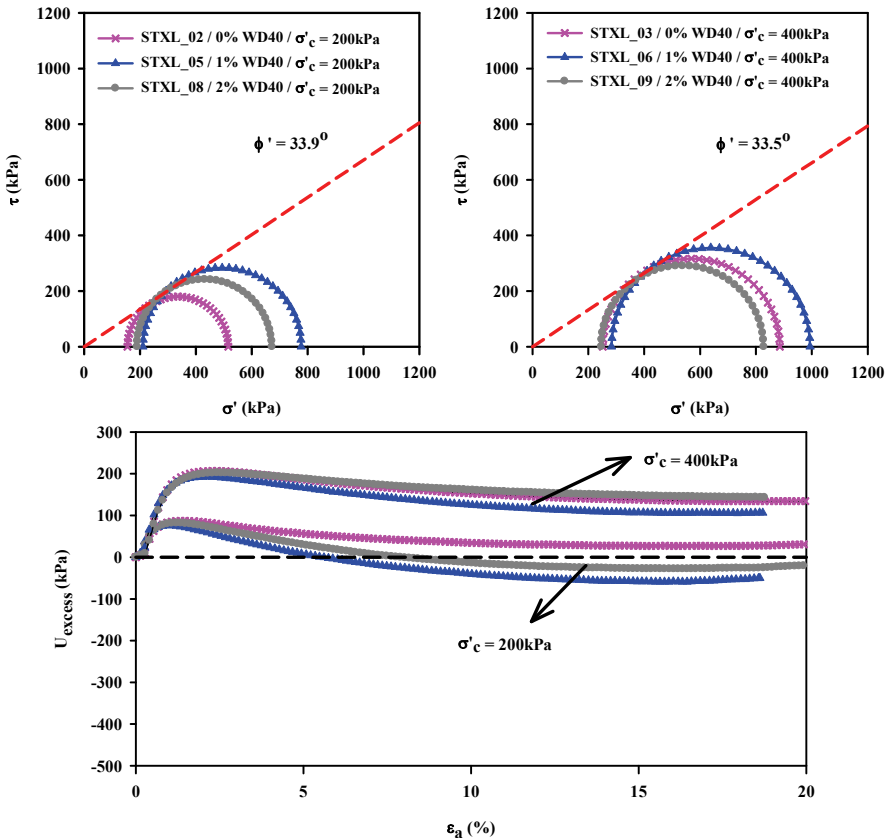 STXL_02 / 0% WD40 / σ'c = 200kPa
STXL_05 / 1% WD40 / σ'c = 200kPa
STXL_08 / 2% WD40 / σ'c = 200kPa
ϕ ' = 33.9o
1200
1000
800
600
400
200
0
0 200 400 600 800 1000 1200
τ (kPa)
σ' (kPa)
STXL_03 / 0% WD40 / σ'c = 400kPa
STXL_06 / 1% WD40 / σ'c = 400kPa
STXL_09 / 2% WD40 / σ'c = 400kPa
ϕ ' = 33.5o
1200
1000
800
600
400
200
0
0 200 400 600 800 1000 1200
τ (kPa)
σ' (kPa)
300
200
100
0
-100
-200
-300
-400
-500
0 5 10 15 20
Uexcess (kPa)
σ'c = 400kPa
σ'c = 200kPa
εa (%)